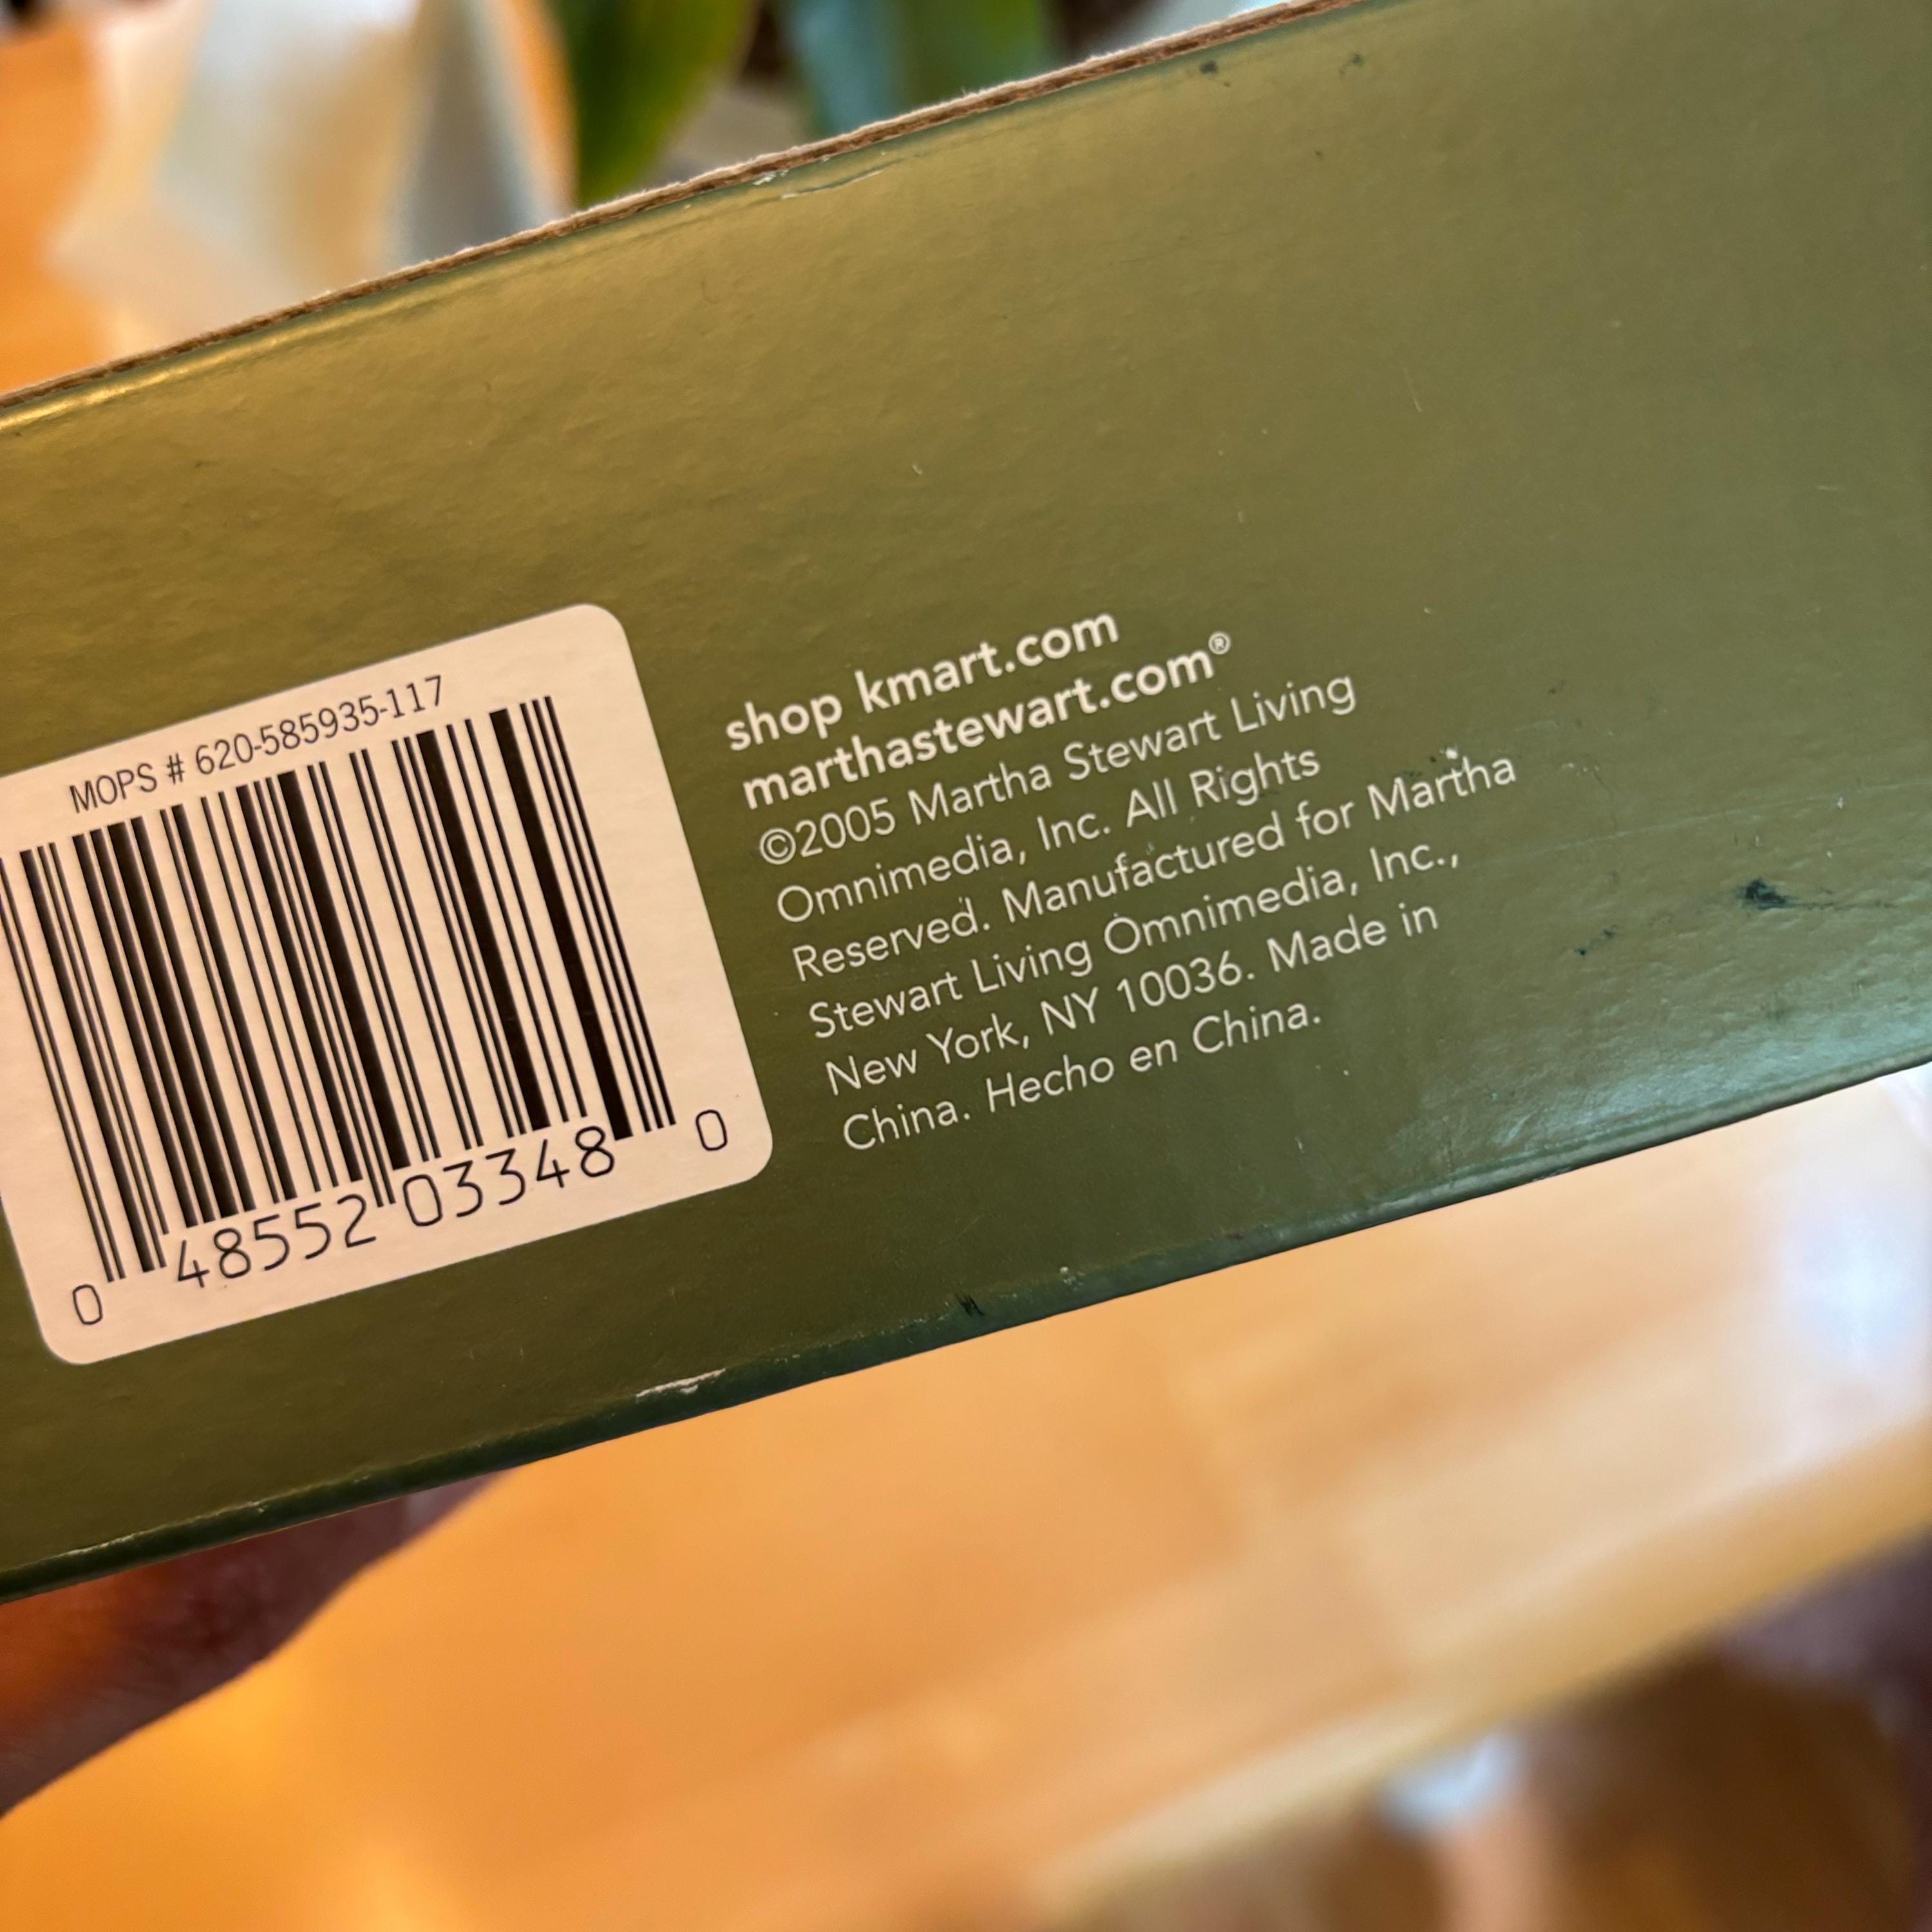 MOPS # 620-585935-117
0 48552 03348 0
shop kmart.com
marthastewart.com®
©2005 Martha Stewart Living
Omnimedia, Inc. All Rights
Reserved. Manufactured for Martha
Stewart Living Omnimedia, Inc.,
New York, NY 10036. Made in
China. Hecho en China.